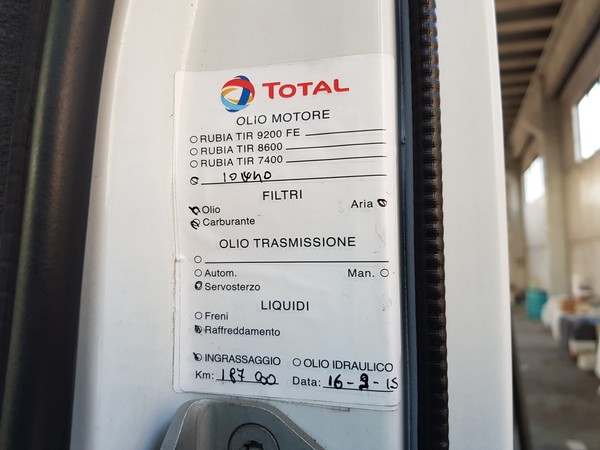 TOTAL
OLiO MOTORE
RUBIA TIR 9200 FE
RUBIA TIR 8600
RUBIA TIR 7400
10W40
FILTRI
Olio Aria
Carburante
OLIO TRASMISSIONE
Autom. Man.
Servosterzo
LIQUIDI
Freni
Raffreddamento
INGRASSAGGIO OLIO IDRAULICO
Km: 187 000 Data: 16-9-15